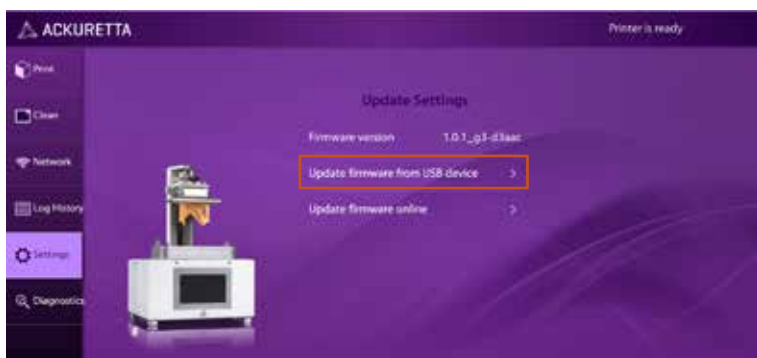 ACKURETTA
Printer is ready
Print
Clean
Network
Log History
Settings
Diagnostics
Update Settings
Firmware version 1.0.1_g3-d3aac
Update firmware from USB device >
Update firmware online >